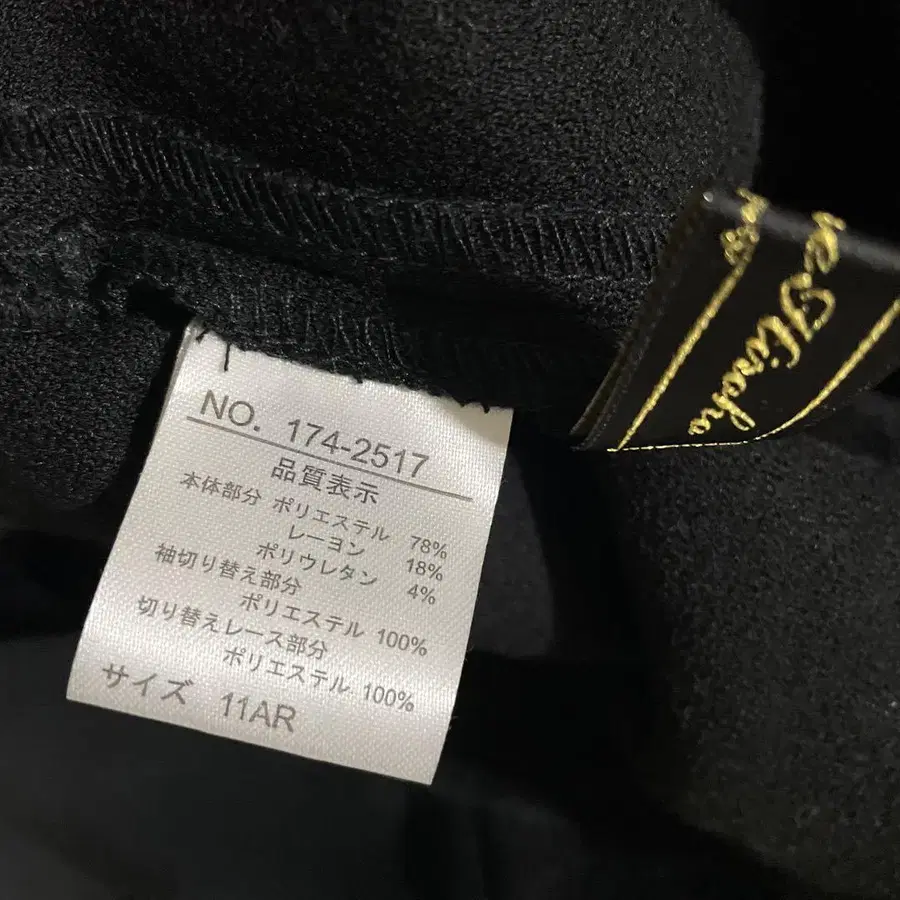 NO. 174-2517
品質表示
本体部分 ポリエステル 78%
レーヨン 18%
ポリウレタン 4%
袖切り替え部分
ポリエステル 100%
切り替えレース部分
ポリエステル 100%
サイズ 11AR